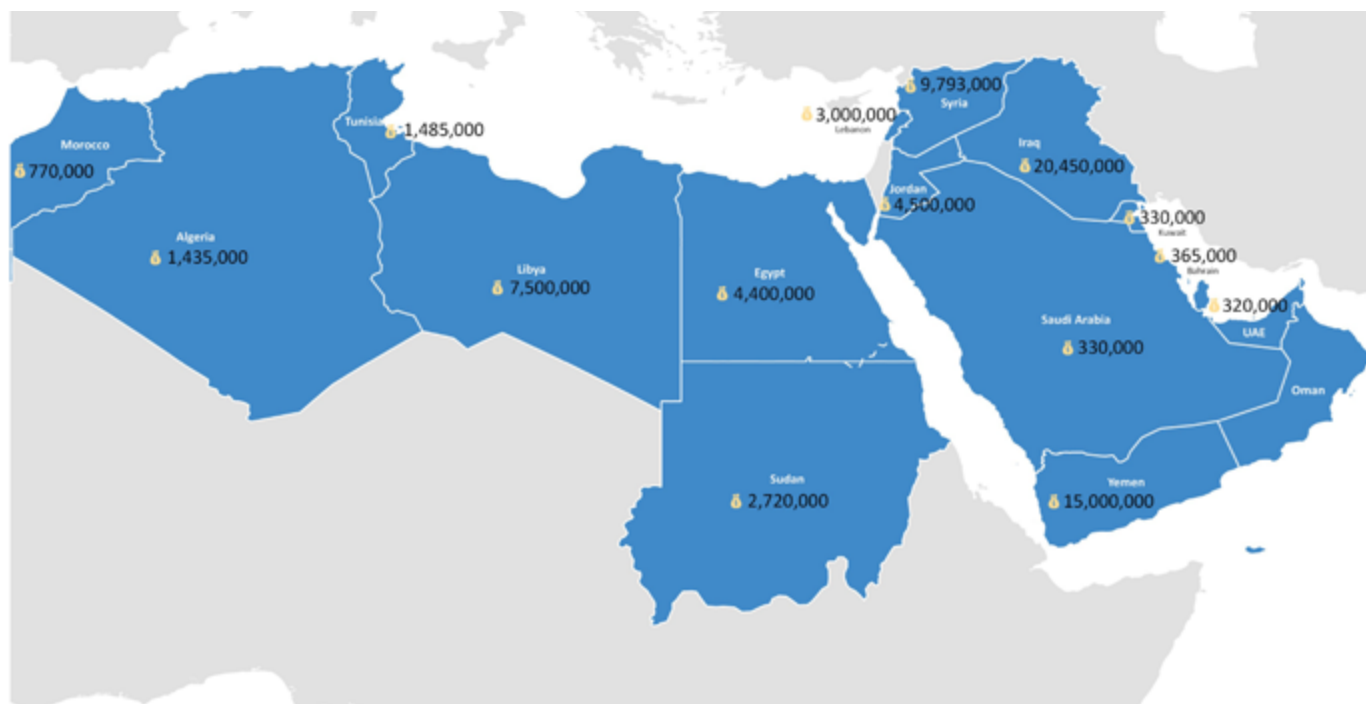 9,793,000
Syria
3,000,000
Lebanon
Tunisia
1,485,000
Morocco
770,000
Iraq
20,450,000
Jordan
4,500,000
330,000
Kuwait
Algeria
1,435,000
365,000
Bahrain
Libya
7,500,000
Egypt
4,400,000
320,000
UAE
Saudi Arabia
330,000
Oman
Sudan
2,720,000
Yemen
15,000,000